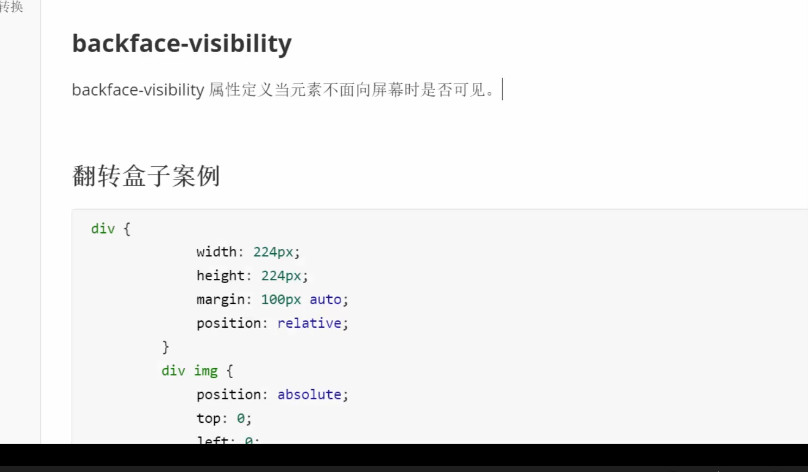 转换
backface-visibility
backface-visibility 属性定义当元素不面向屏幕时是否可见。
翻转盒子案例
div {
width: 224px;
height: 224px;
margin: 100px auto;
position: relative;
}
div img {
position: absolute;
top: 0;
left: 0;